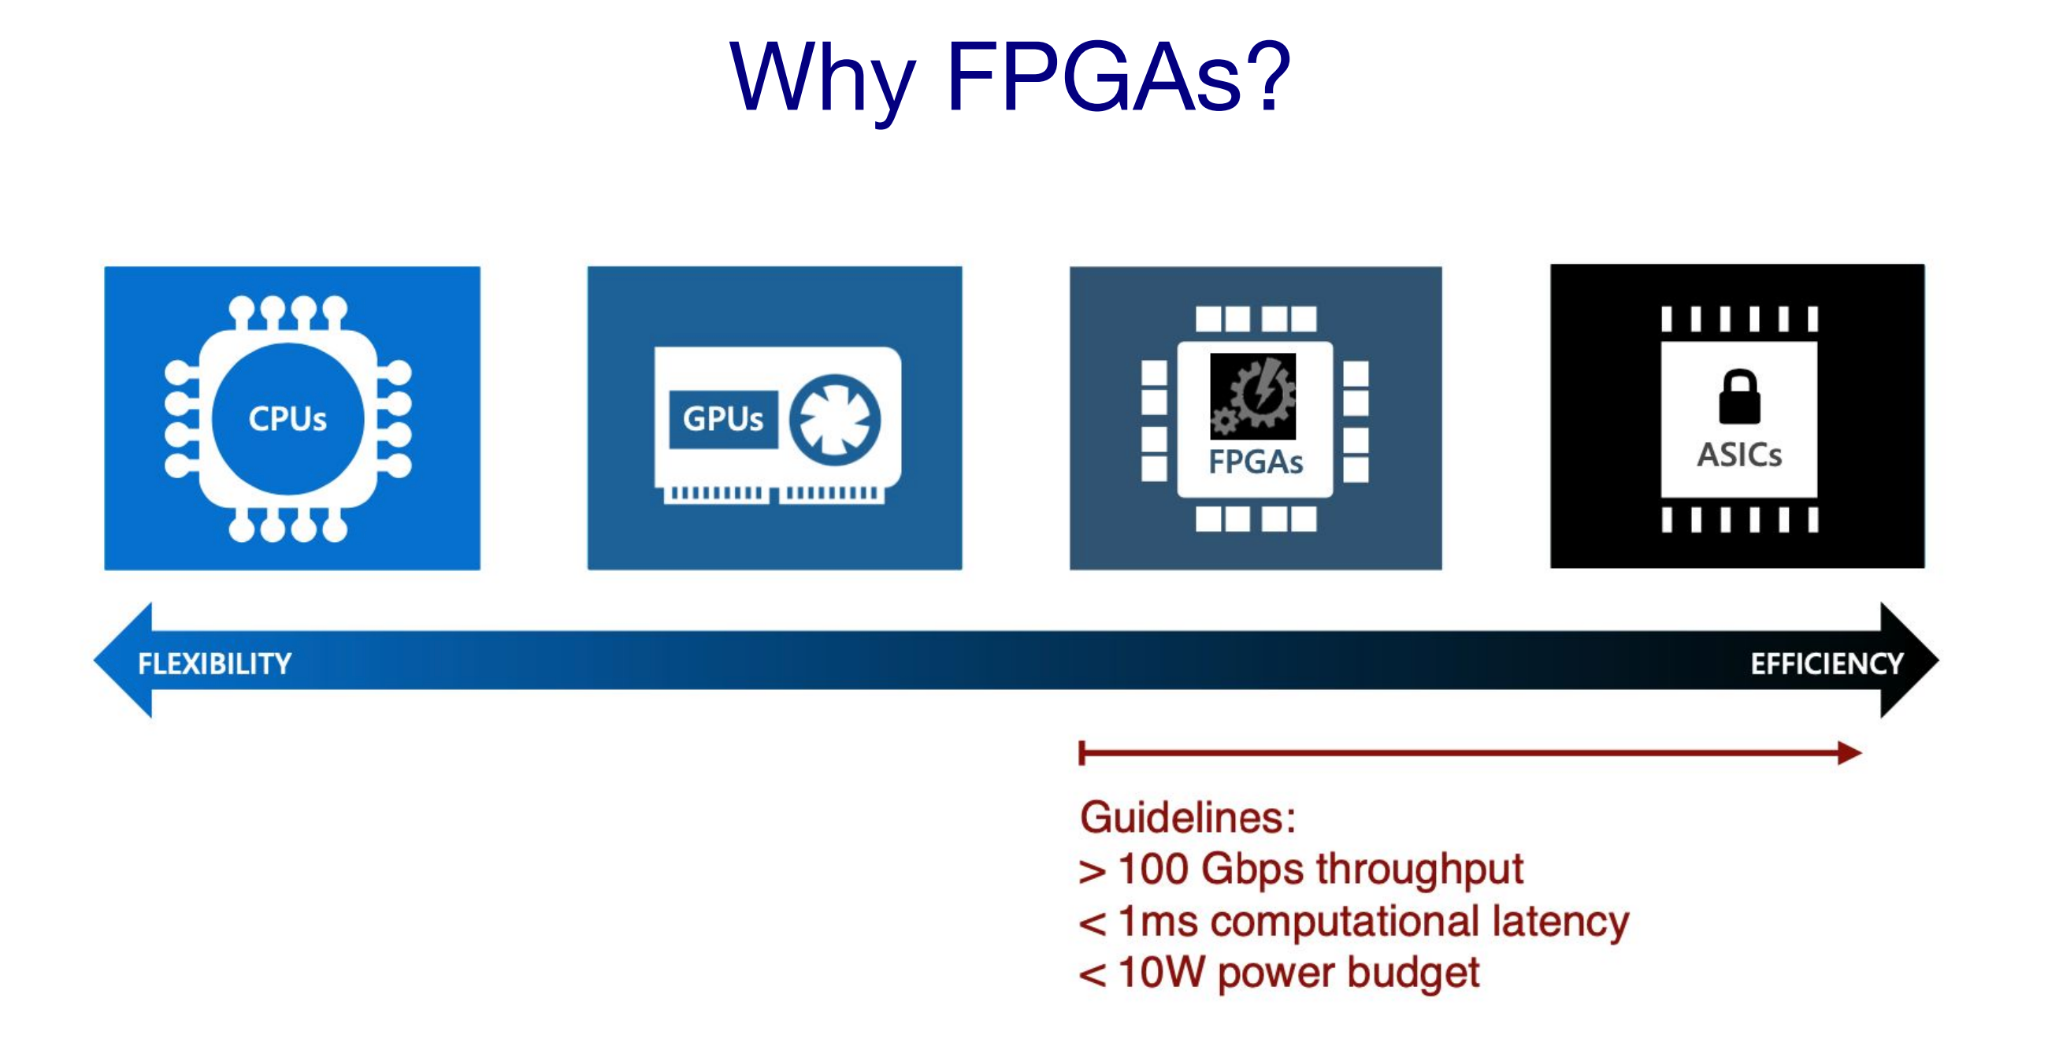 Why FPGAs?
CPUs
GPUs
FPGAs
ASICs
FLEXIBILITY
EFFICIENCY
Guidelines:
> 100 Gbps throughput
< 1ms computational latency
< 10W power budget